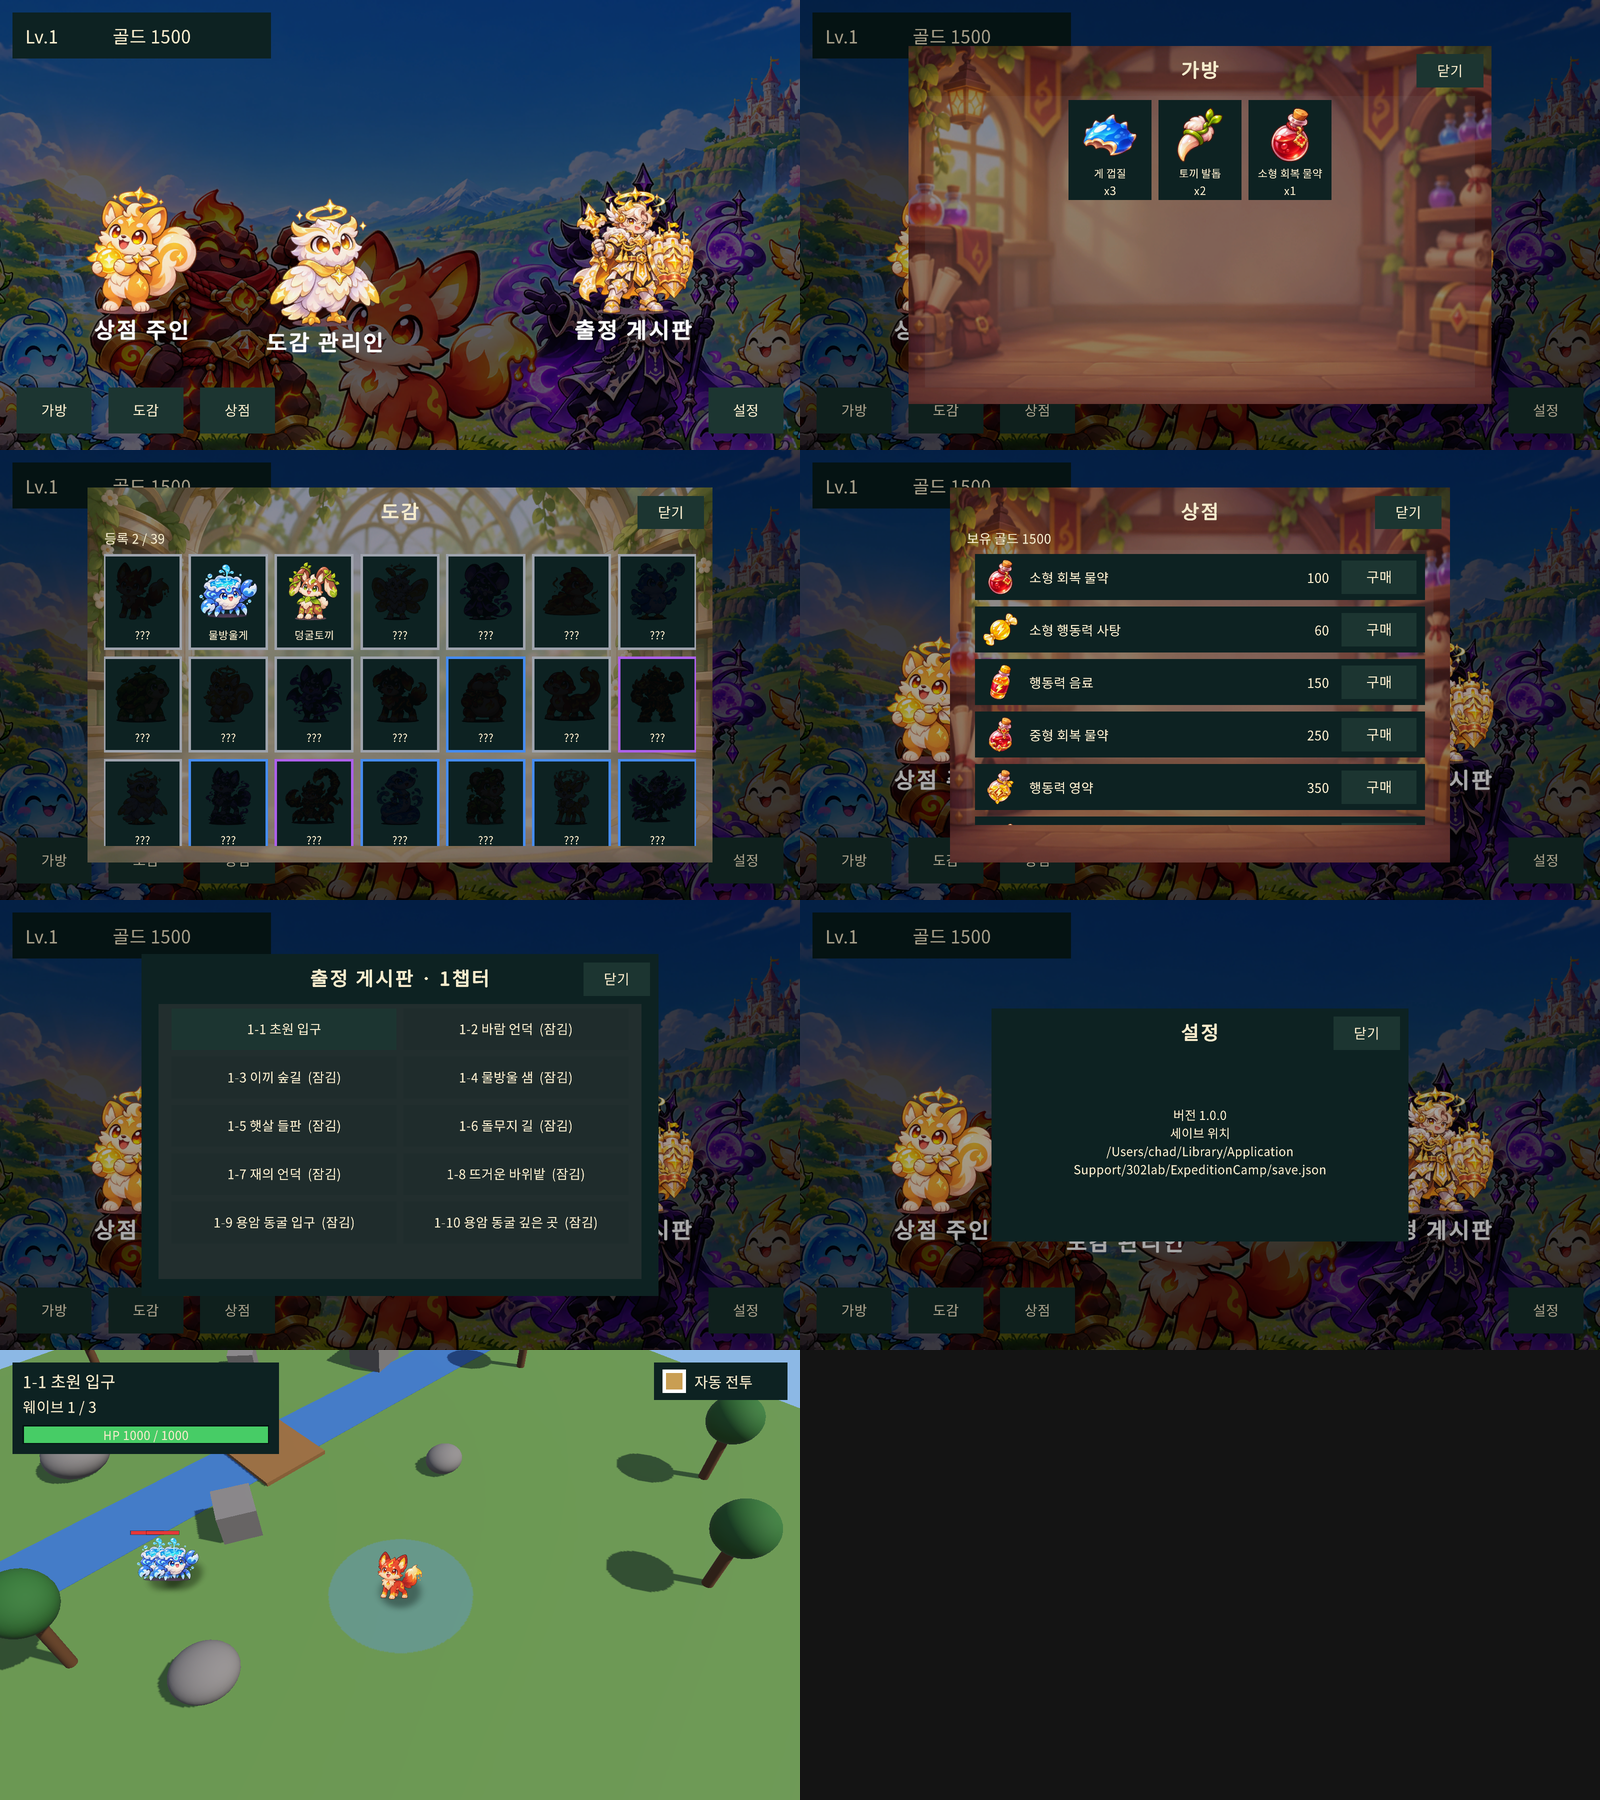 Lv.1 골드 1500
상점 주인
도감 관리인
출정 게시판
가방 도감 상점 설정
Lv.1 골드 1500
가방
닫기
게 껍질 토끼 발톱 소형 회복 물약
x3 x2 x1
상
가방 도감 상점 설정
Lv.1 골드 1500
도감
닫기
등록 2 / 39
??? 물방울게 덩굴토끼 ??? ??? ??? ???
??? ??? ??? ??? ??? ??? ???
??? ??? ??? ??? ??? ??? ???
가방 설정
Lv.1 골드 1500
상점
닫기
보유 골드 1500
소형 회복 물약 100 구매
소형 행동력 사탕 60 구매
행동력 음료 150 구매
중형 회복 물약 250 구매
행동력 영약 350 구매
상점 시판
가방 설정
Lv.1 골드 1500
출정 게시판 · 1챕터
닫기
1-1 초원 입구 1-2 바람 언덕 (잠김)
1-3 이끼 숲길 (잠김) 1-4 물방울 샘 (잠김)
1-5 햇살 들판 (잠김) 1-6 돌무지 길 (잠김)
1-7 재의 언덕 (잠김) 1-8 뜨거운 바위밭 (잠김)
1-9 용암 동굴 입구 (잠김) 1-10 용암 동굴 깊은 곳 (잠김)
상점 시판
가방 도감 상점 설정
Lv.1 골드 1500
설정
닫기
버전 1.0.0
세이브 위치
/Users/chad/Library/Application
Support/302lab/ExpeditionCamp/save.json
상점 주인 게시판
도감 관리인
가방 도감 상점 설정
1-1 초원 입구
웨이브 1 / 3
HP 1000 / 1000
자동 전투